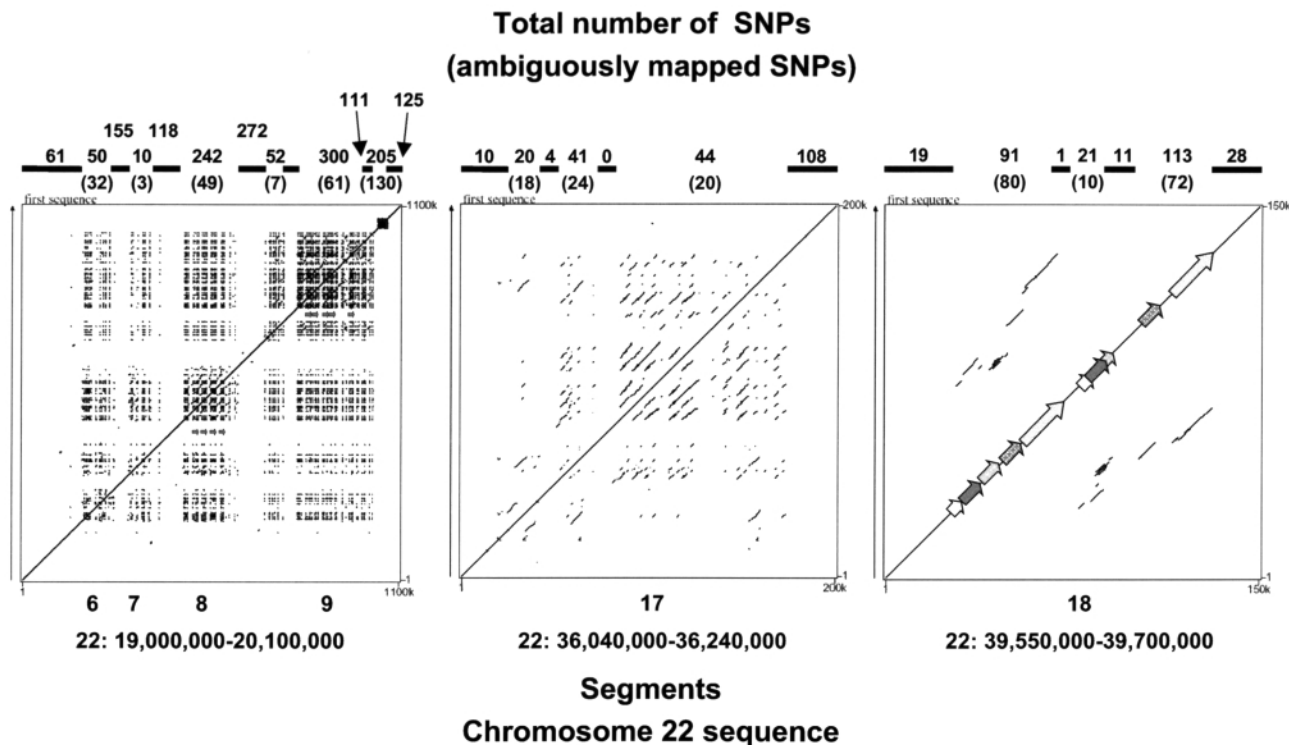 Total number of SNPs
(ambiguously mapped SNPs)
111 125
155 118 272
61 50 10 242 52 300 205
(32) (3) (49) (7) (61) (130)
10 20 4 41 0 44 108
(18) (24) (20)
19 91 1 21 11 113 28
(80) (10) (72)
first sequence
1100k
1
1
1100k
200k
1
1
200k
first sequence
150k
1
1
150k
6 7 8 9
17
18
22: 19,000,000-20,100,000
22: 36,040,000-36,240,000
22: 39,550,000-39,700,000
Segments
Chromosome 22 sequence